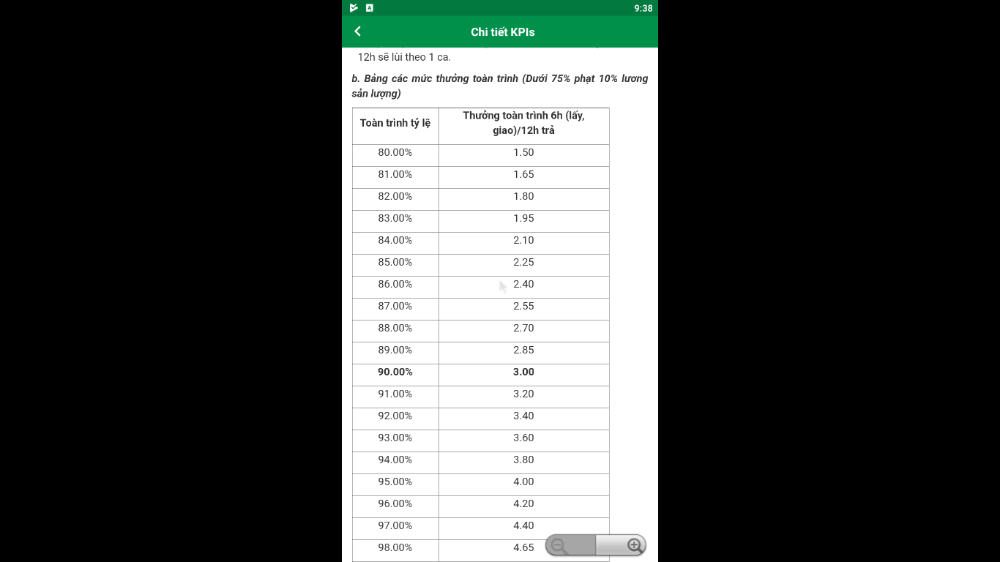 9:38
Chi tiết KPIs
12h sẽ lùi theo 1 ca.
b. Bảng các mức thưởng toàn trình (Dưới 75% phạt 10% lương
sản lượng)
Toàn trình tỷ lệ
Thưởng toàn trình 6h (lấy,
giao)/12h trả
80.00% 1.50
81.00% 1.65
82.00% 1.80
83.00% 1.95
84.00% 2.10
85.00% 2.25
86.00% 2.40
87.00% 2.55
88.00% 2.70
89.00% 2.85
90.00% 3.00
91.00% 3.20
92.00% 3.40
93.00% 3.60
94.00% 3.80
95.00% 4.00
96.00% 4.20
97.00% 4.40
98.00% 4.65